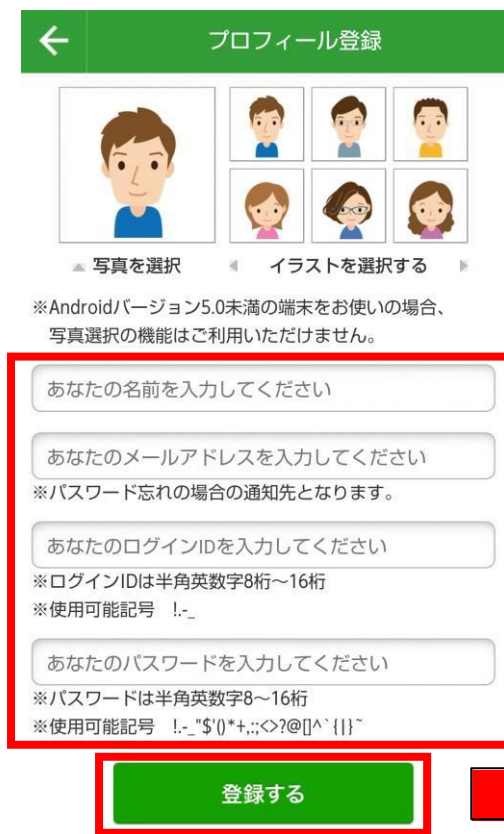 プロフィール登録
写真を選択
イラストを選択する
※Androidバージョン5.0未満の端末をお使いの場合、
写真選択の機能はご利用いただけません。
あなたの名前を入力してください
あなたのメールアドレスを入力してください
※パスワード忘れの場合の通知先となります。
あなたのログインIDを入力してください
※ログインIDは半角英数字8桁～16桁
※使用可能記号　!.-_
あなたのパスワードを入力してください
※パスワードは半角英数字8～16桁
※使用可能記号　!.-_"$'()*+,:;<>?@[]^`{|}~
登録する